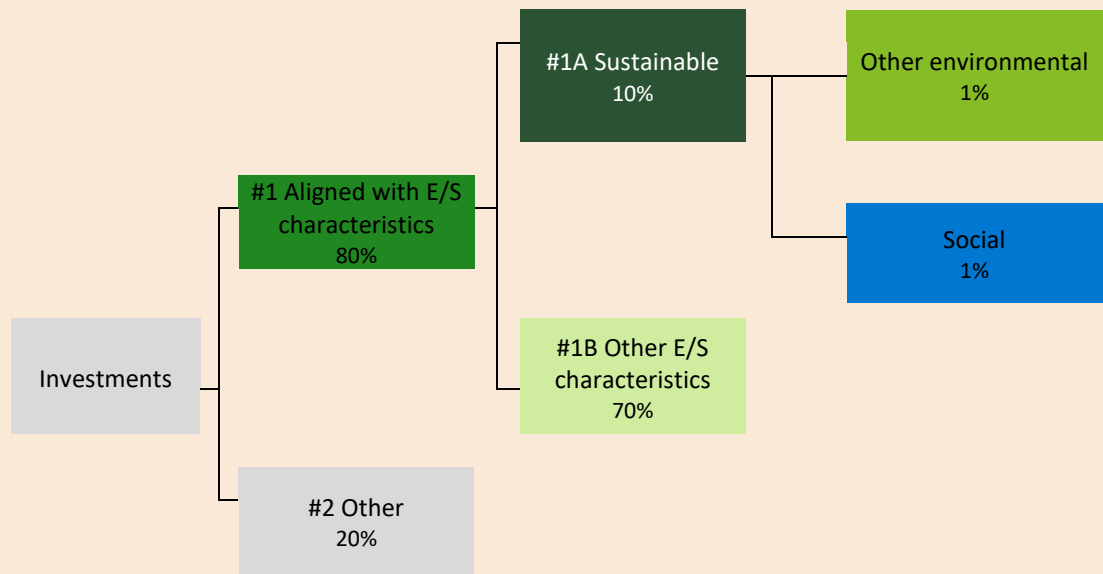 #1A Sustainable
10%
Other environmental
1%
#1 Aligned with E/S
characteristics
80%
Social
1%
Investments
#1B Other E/S
characteristics
70%
#2 Other
20%